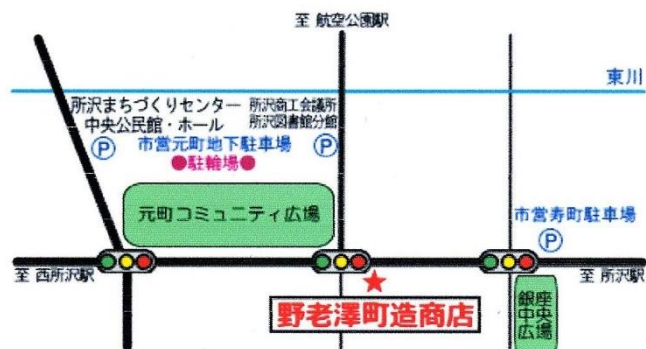 至 航空公園駅
東川
所沢まちづくりセンター
中央公民館・ホール
所沢商工会議所
所沢図書館分館
P
市営元町地下駐車場
P
●駐輪場●
元町コミュニティ広場
市営寿町駐車場
P
至 西所沢駅
至 所沢駅
野老澤町造商店
銀座
中央
広場